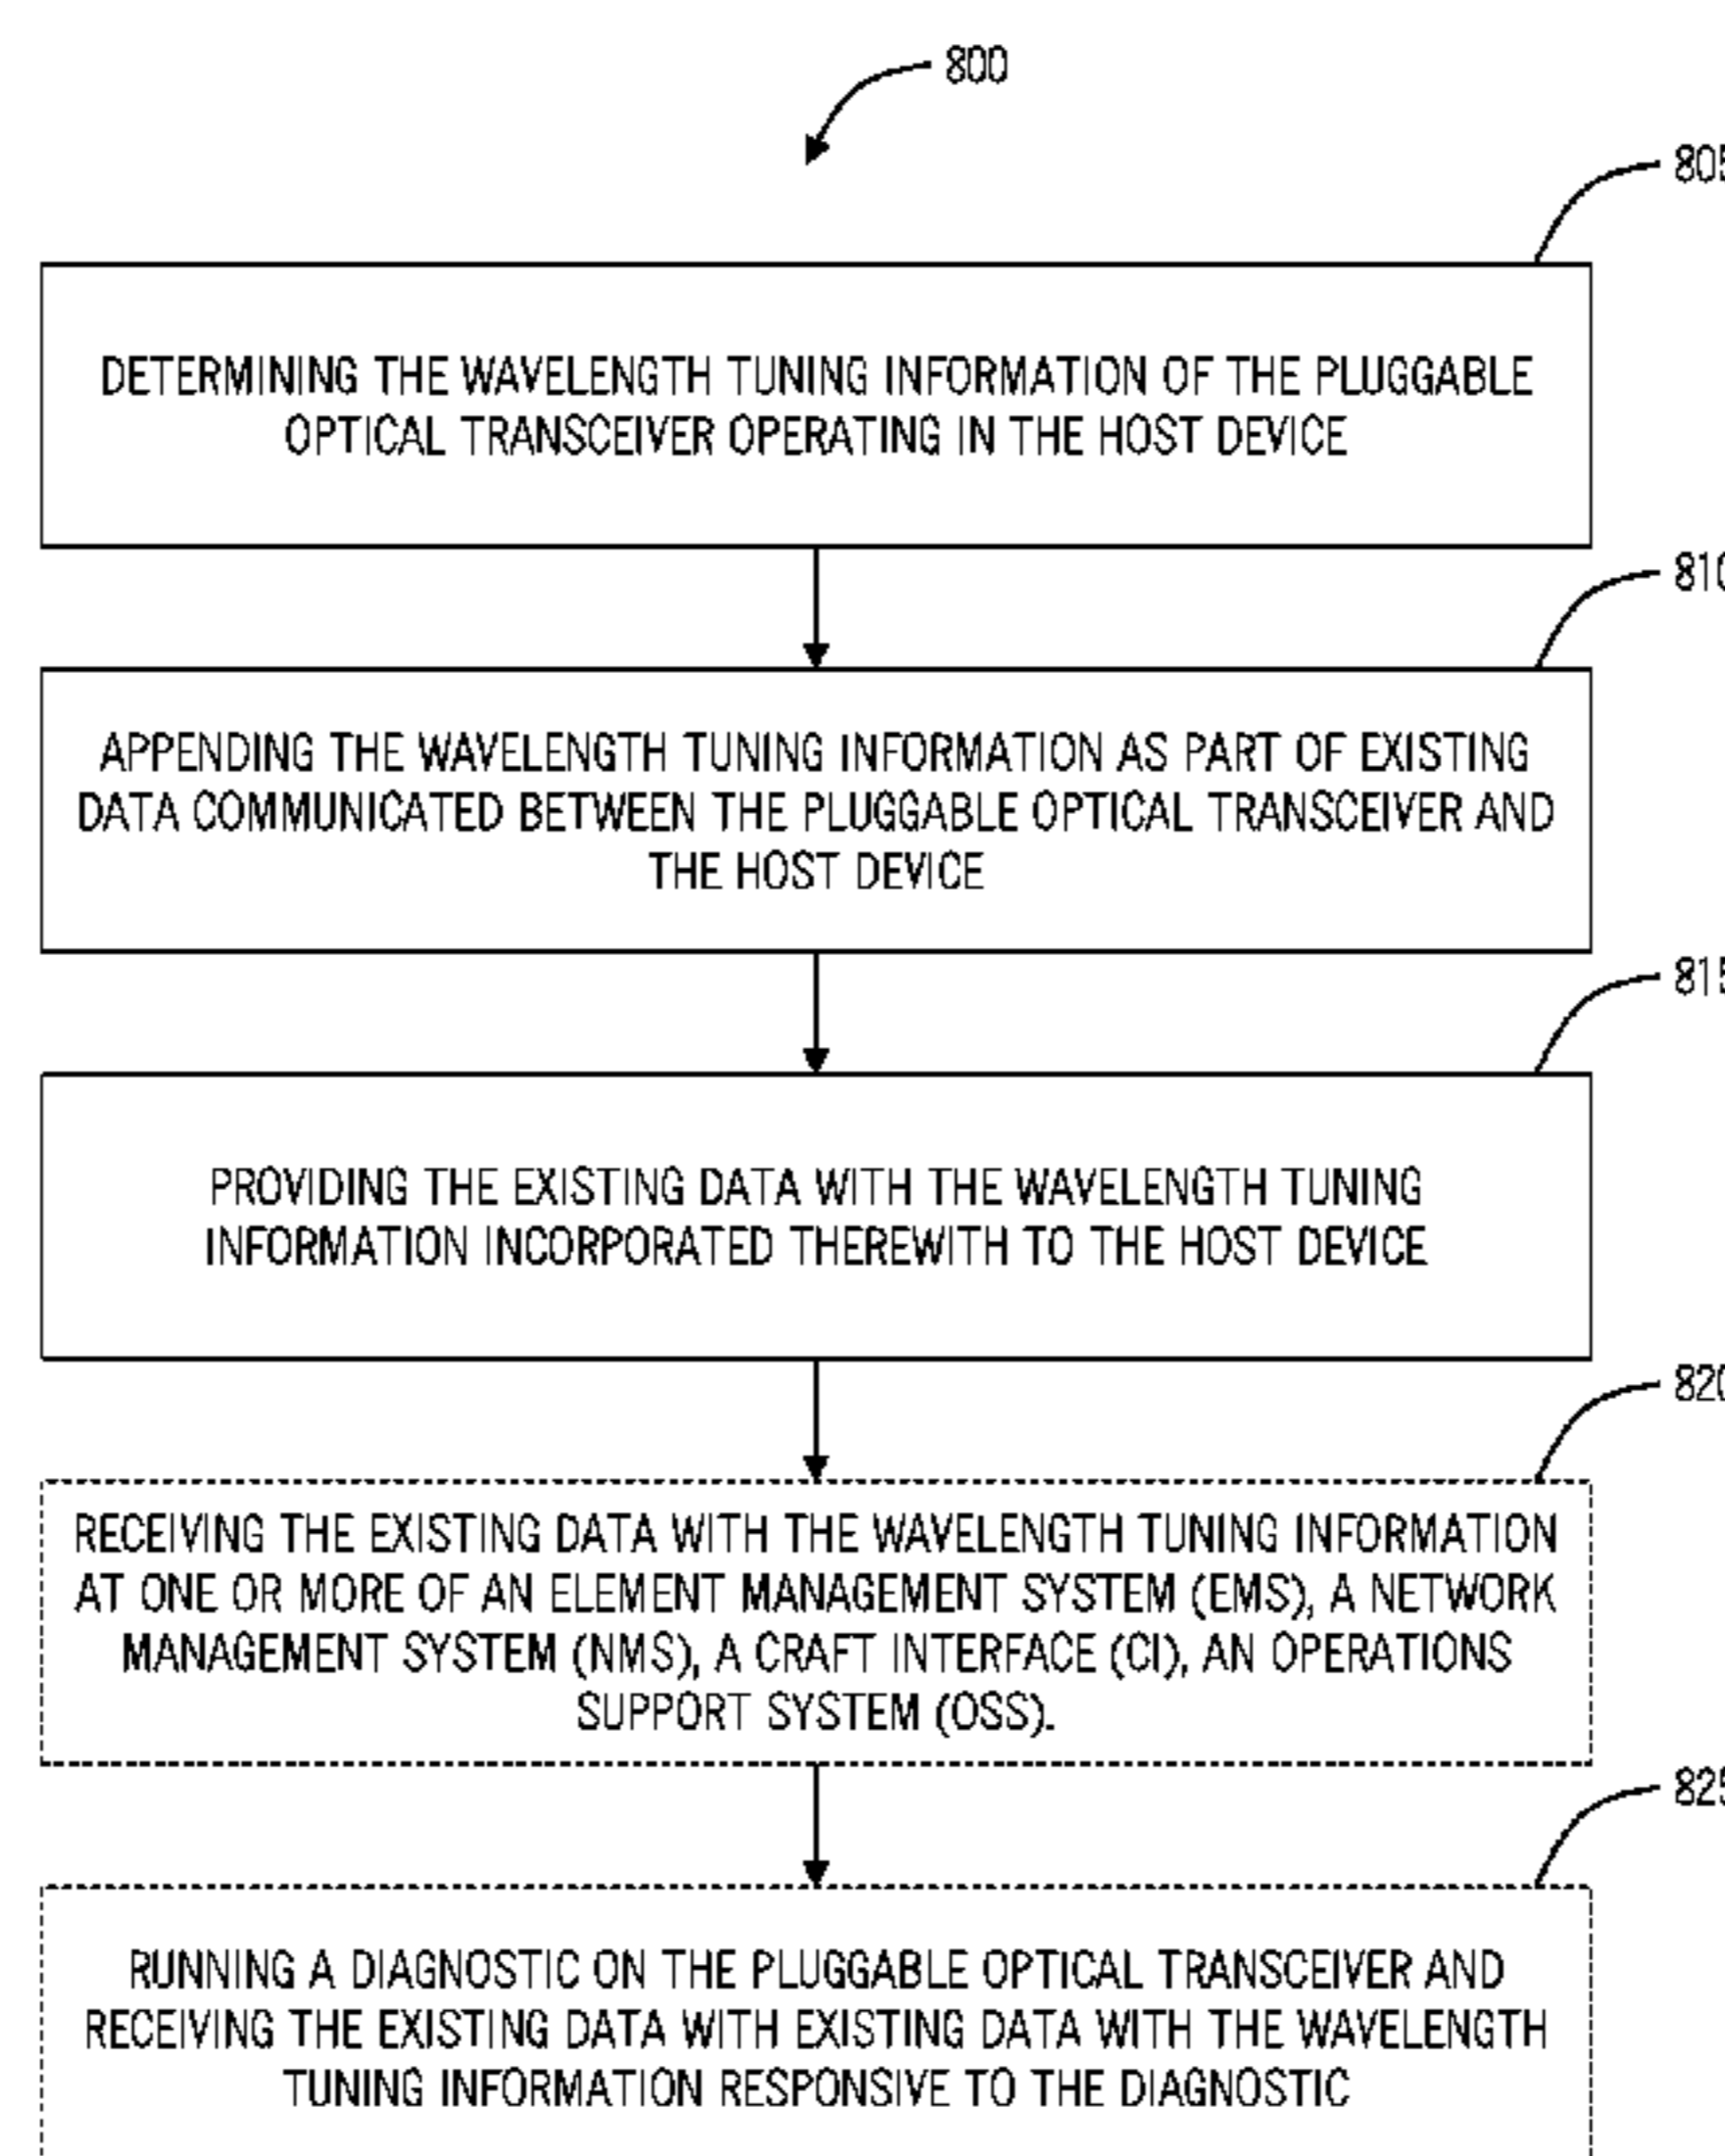 800
805
DETERMINING THE WAVELENGTH TUNING INFORMATION OF THE PLUGGABLE
OPTICAL TRANSCEIVER OPERATING IN THE HOST DEVICE
810
APPENDING THE WAVELENGTH TUNING INFORMATION AS PART OF EXISTING
DATA COMMUNICATED BETWEEN THE PLUGGABLE OPTICAL TRANSCEIVER AND
THE HOST DEVICE
815
PROVIDING THE EXISTING DATA WITH THE WAVELENGTH TUNING
INFORMATION INCORPORATED THEREWITH TO THE HOST DEVICE
820
RECEIVING THE EXISTING DATA WITH THE WAVELENGTH TUNING INFORMATION
AT ONE OR MORE OF AN ELEMENT MANAGEMENT SYSTEM (EMS), A NETWORK
MANAGEMENT SYSTEM (NMS), A CRAFT INTERFACE (CI), AN OPERATIONS
SUPPORT SYSTEM (OSS).
825
RUNNING A DIAGNOSTIC ON THE PLUGGABLE OPTICAL TRANSCEIVER AND
RECEIVING THE EXISTING DATA WITH EXISTING DATA WITH THE WAVELENGTH
TUNING INFORMATION RESPONSIVE TO THE DIAGNOSTIC